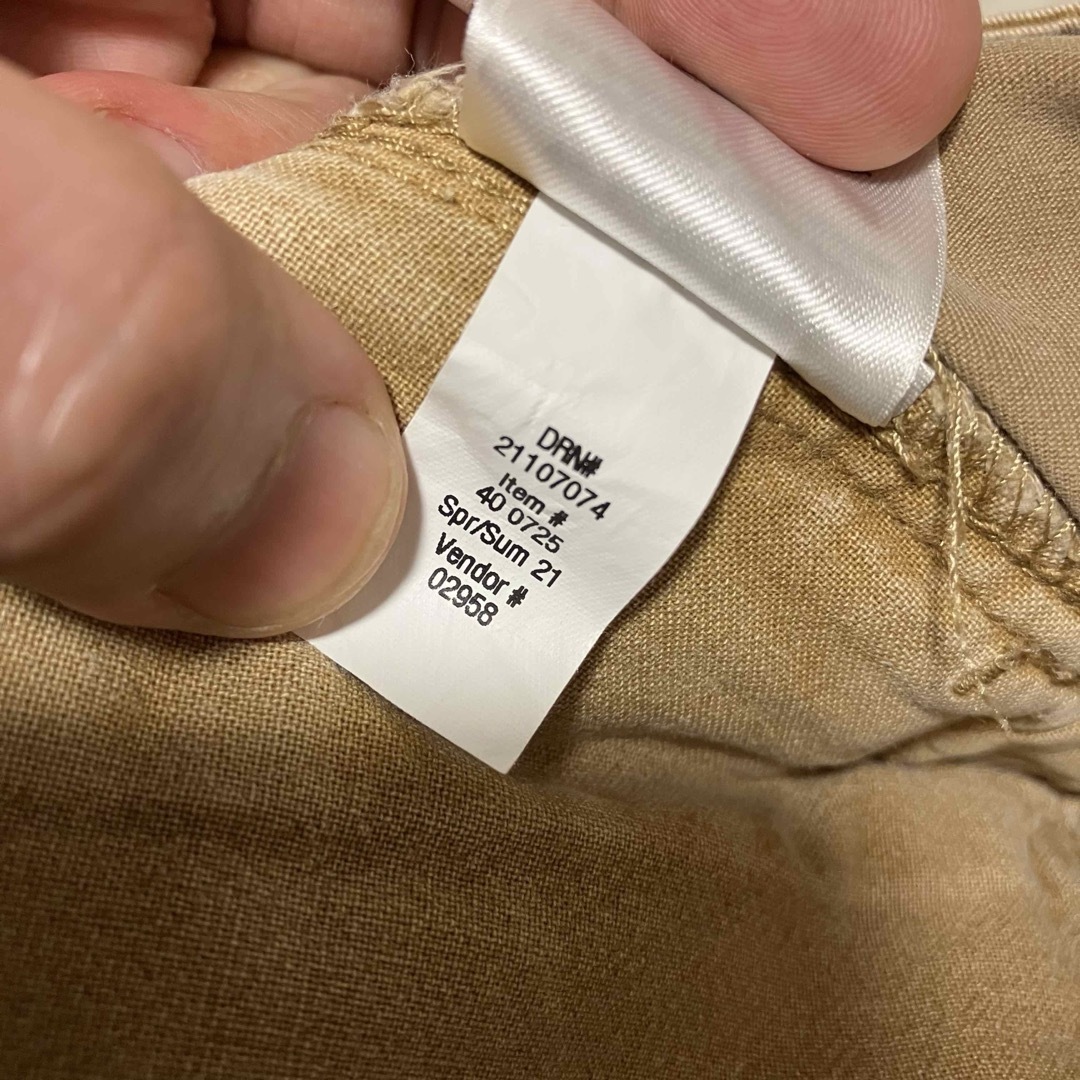 DRN#
21107074
Item #
40 0725
Spr/Sum 21
Vendor #
02958